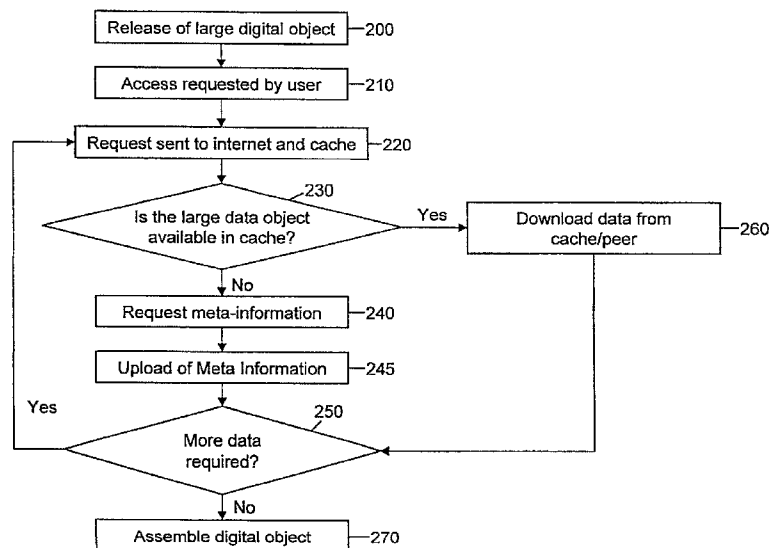 Release of large digital object
200
Access requested by user
210
Request sent to internet and cache
220
230
Is the large data object
available in cache?
Yes
Download data from
cache/peer
260
No
Request meta-information
240
Upload of Meta Information
245
Yes
250
More data
required?
No
Assemble digital object
270